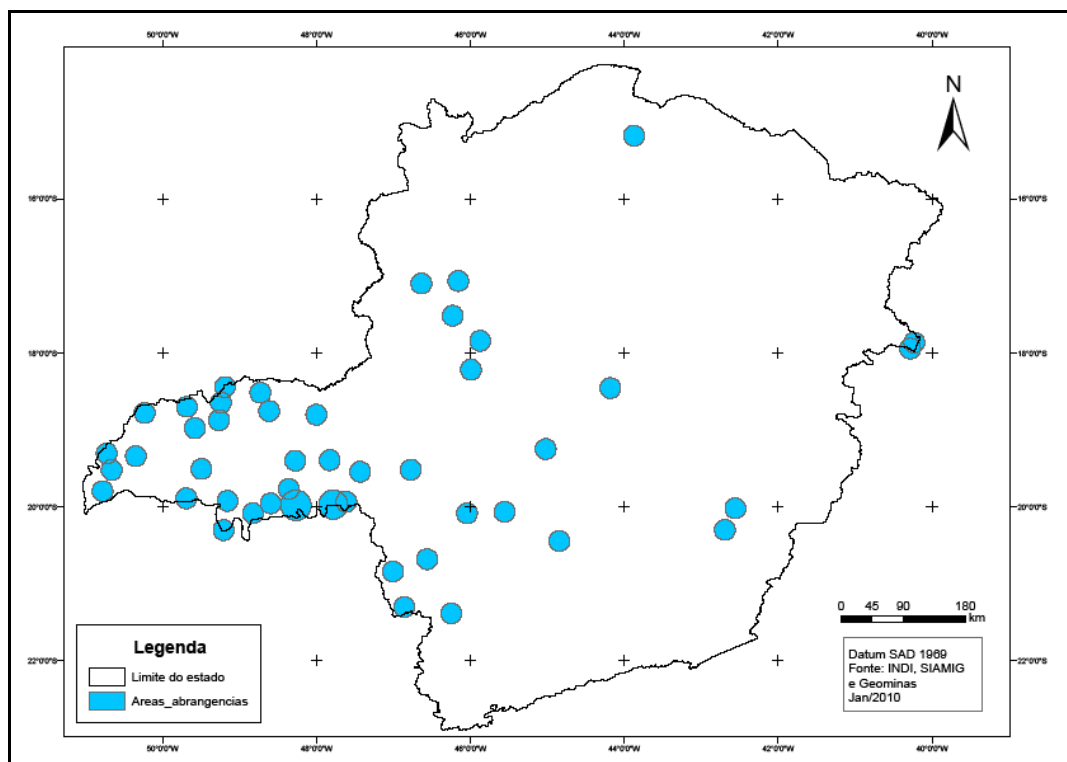 50°0'0"W 48°0'0"W 46°0'0"W 44°0'0"W 42°0'0"W 40°0'0"W
N
16°0'0"S 16°0'0"S
18°0'0"S 18°0'0"S
20°0'0"S 20°0'0"S
22°0'0"S 22°0'0"S
0 45 90 180
km
Legenda
Limite do estado
Areas_abrangencias
Datum SAD 1969
Fonte: INDI, SIAMIG
e Geominas
Jan/2010
50°0'0"W 48°0'0"W 46°0'0"W 44°0'0"W 42°0'0"W 40°0'0"W